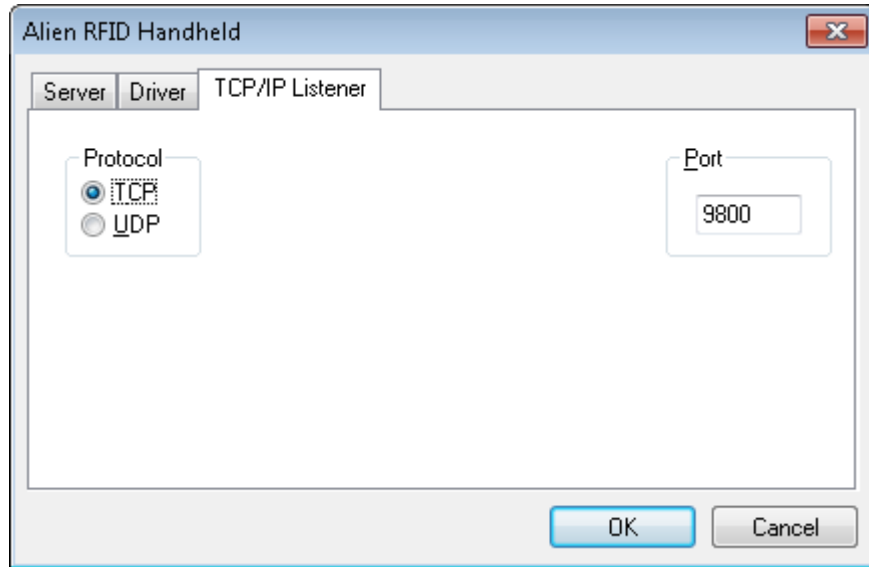 Alien RFID Handheld
Server Driver TCP/IP Listener
Protocol
TCP
UDP
Port
9800
OK Cancel